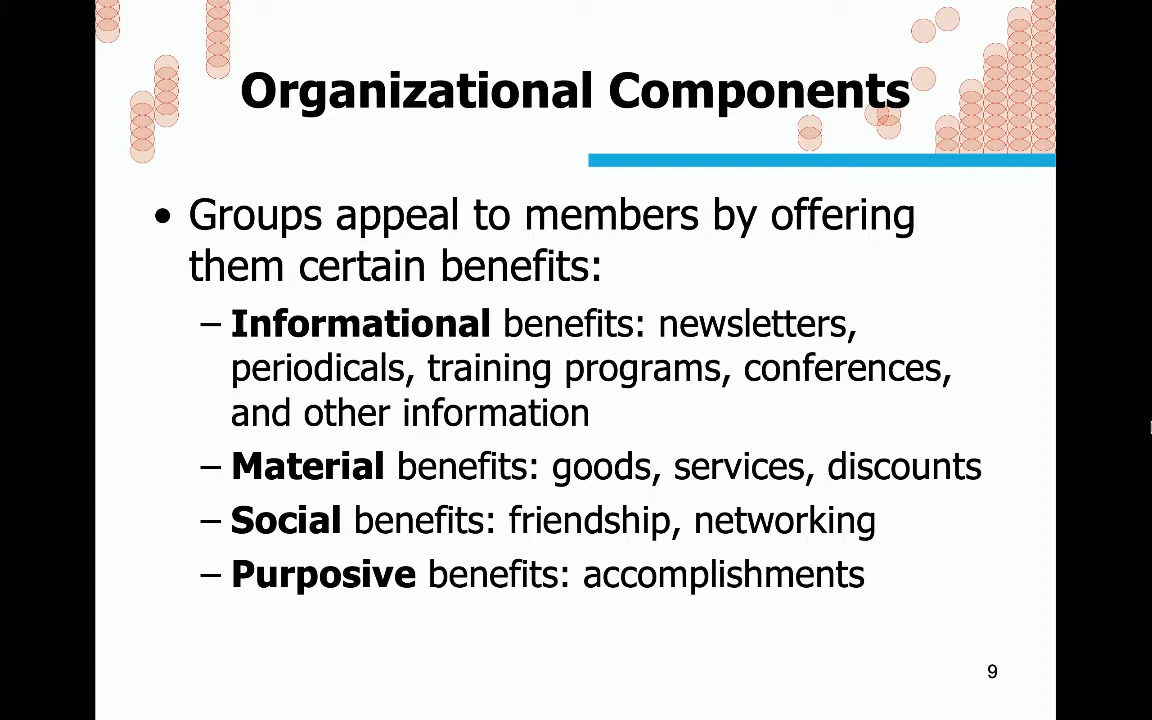 Organizational Components
• Groups appeal to members by offering
them certain benefits:
– Informational benefits: newsletters,
periodicals, training programs, conferences,
and other information
– Material benefits: goods, services, discounts
– Social benefits: friendship, networking
– Purposive benefits: accomplishments
9